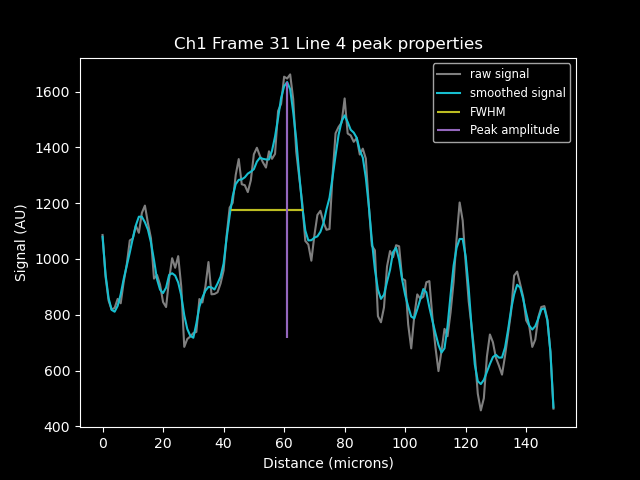 Ch1 Frame 31 Line 4 peak properties
raw signal
smoothed signal
FWHM
Peak amplitude
Signal (AU)
1600
1400
1200
1000
800
600
400
0 20 40 60 80 100 120 140
Distance (microns)